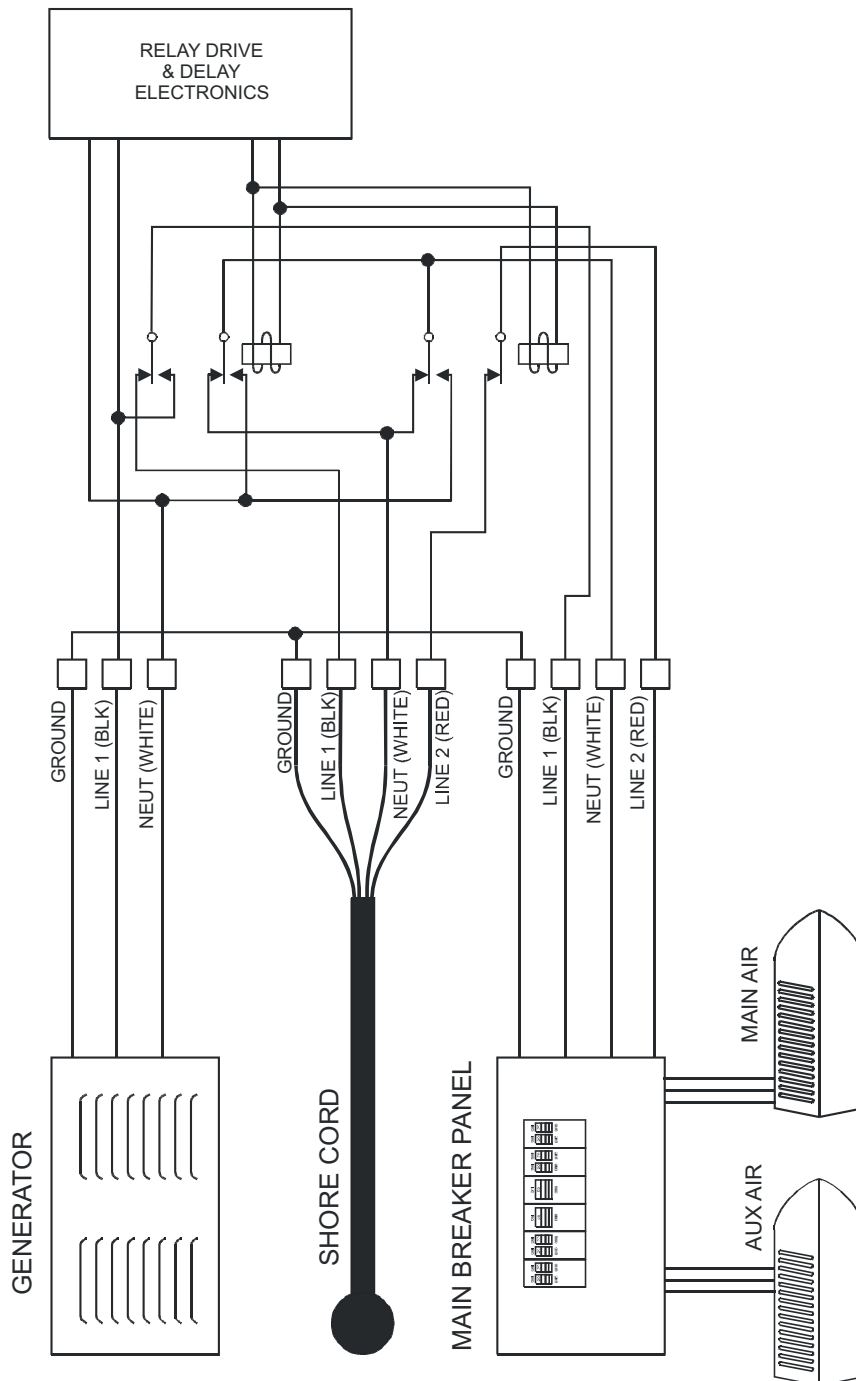 RELAY DRIVE
& DELAY
ELECTRONICS
GROUND
LINE 1 (BLK)
NEUT (WHITE)
GROUND
LINE 1 (BLK)
NEUT (WHITE)
LINE 2 (RED)
GROUND
LINE 1 (BLK)
NEUT (WHITE)
LINE 2 (RED)
GENERATOR
SHORE CORD
MAIN BREAKER PANEL
MAIN AIR
AUX AIR